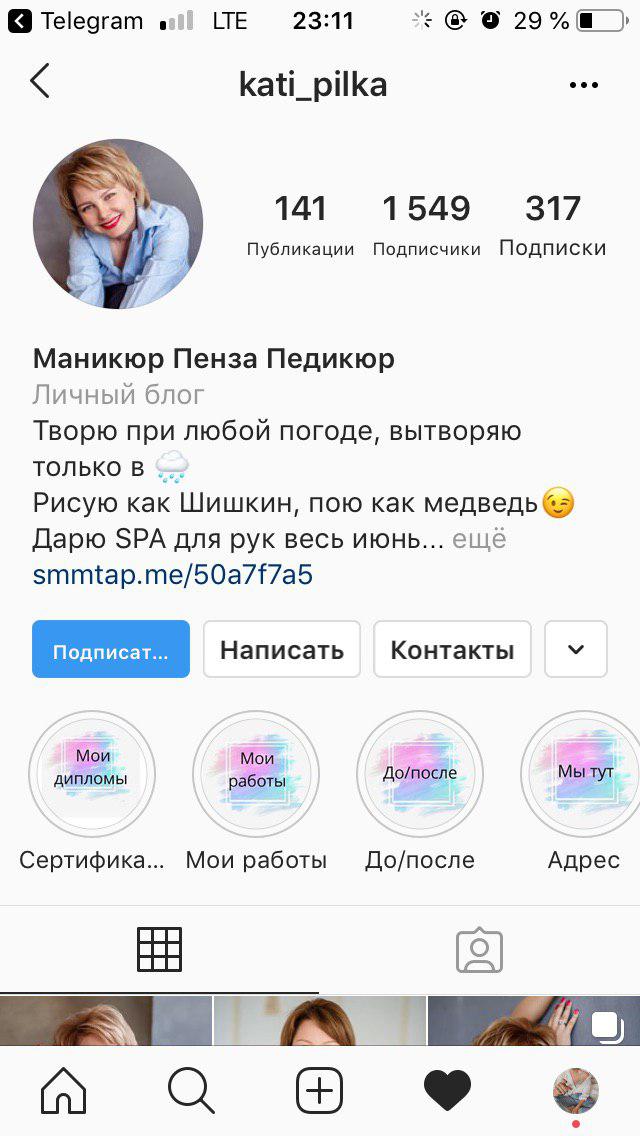 Telegram LTE 23:11 29 %
kati_pilka
141 1 549 317
Публикации Подписчики Подписки
Маникюр Пенза Педикюр
Личный блог
Творю при любой погоде, вытворяю
только в 🌧
Рисую как Шишкин, пою как медведь😉
Дарю SPA для рук весь июнь... ещё
smmtap.me/50a7f7a5
Подписат... Написать Контакты
Мои
дипломы
Мои
работы
До/после
Мы тут
Сертифика... Мои работы До/после Адрес